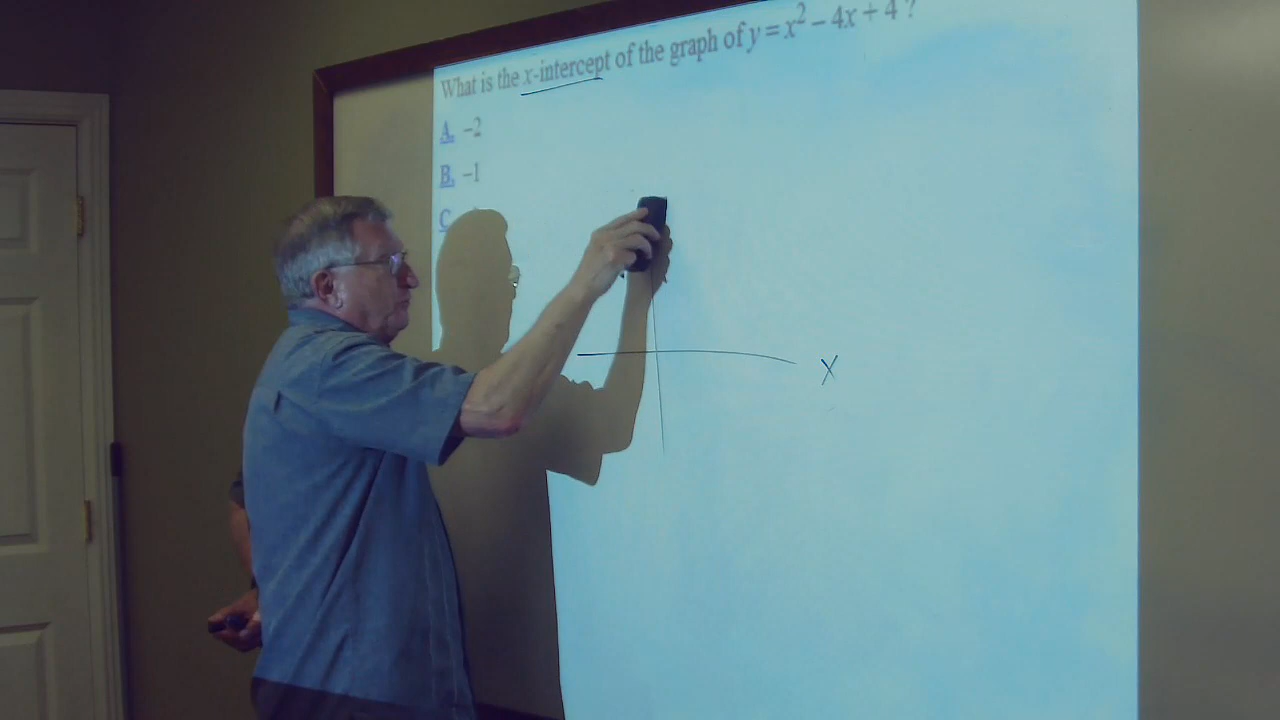 What is the x-intercept of the graph of y = x² − 4x + 4 ?
A. −2
B. −1
C
X